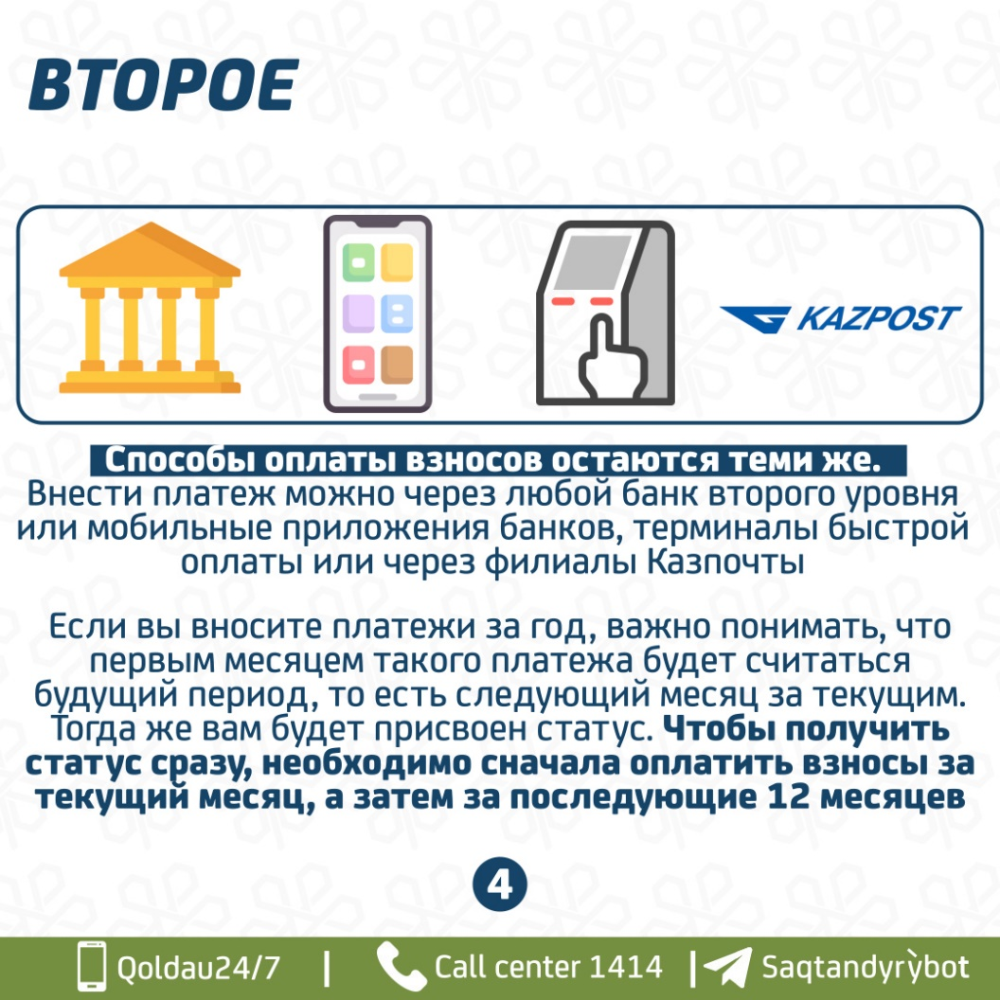 ВТОРОЕ
KAZPOST
Способы оплаты взносов остаются теми же.
Внести платеж можно через любой банк второго уровня
или мобильные приложения банков, терминалы быстрой
оплаты или через филиалы Казпочты
Если вы вносите платежи за год, важно понимать, что
первым месяцем такого платежа будет считаться
будущий период, то есть следующий месяц за текущим.
Тогда же вам будет присвоен статус. Чтобы получить
статус сразу, необходимо сначала оплатить взносы за
текущий месяц, а затем за последующие 12 месяцев
4
Qoldau24/7 | Call center 1414 | Saqtandyrỳbot